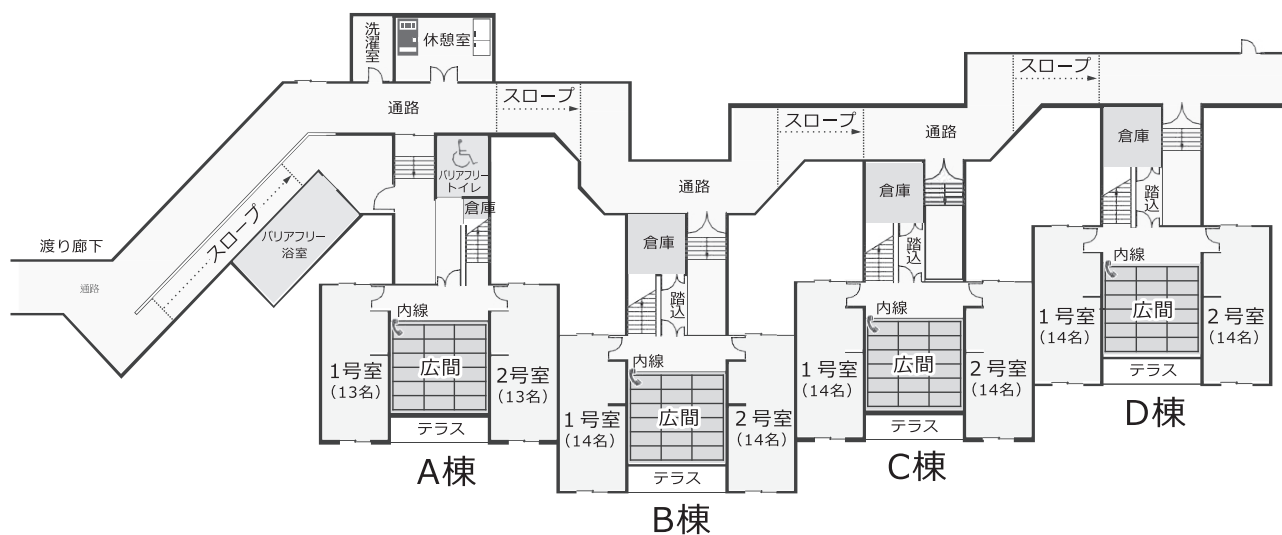 洗濯室
休憩室
通路
スロープ
スロープ
スロープ
通路
通路
渡り廊下
通路
スロープ
バリアフリー
浴室
バリアフリー
トイレ
倉庫
内線
広間
1号室
(13名)
2号室
(13名)
テラス
A棟
倉庫
踏込
内線
広間
1号室
(14名)
2号室
(14名)
テラス
B棟
倉庫
踏込
内線
広間
1号室
(14名)
2号室
(14名)
テラス
C棟
倉庫
踏込
内線
広間
1号室
(14名)
2号室
(14名)
テラス
D棟